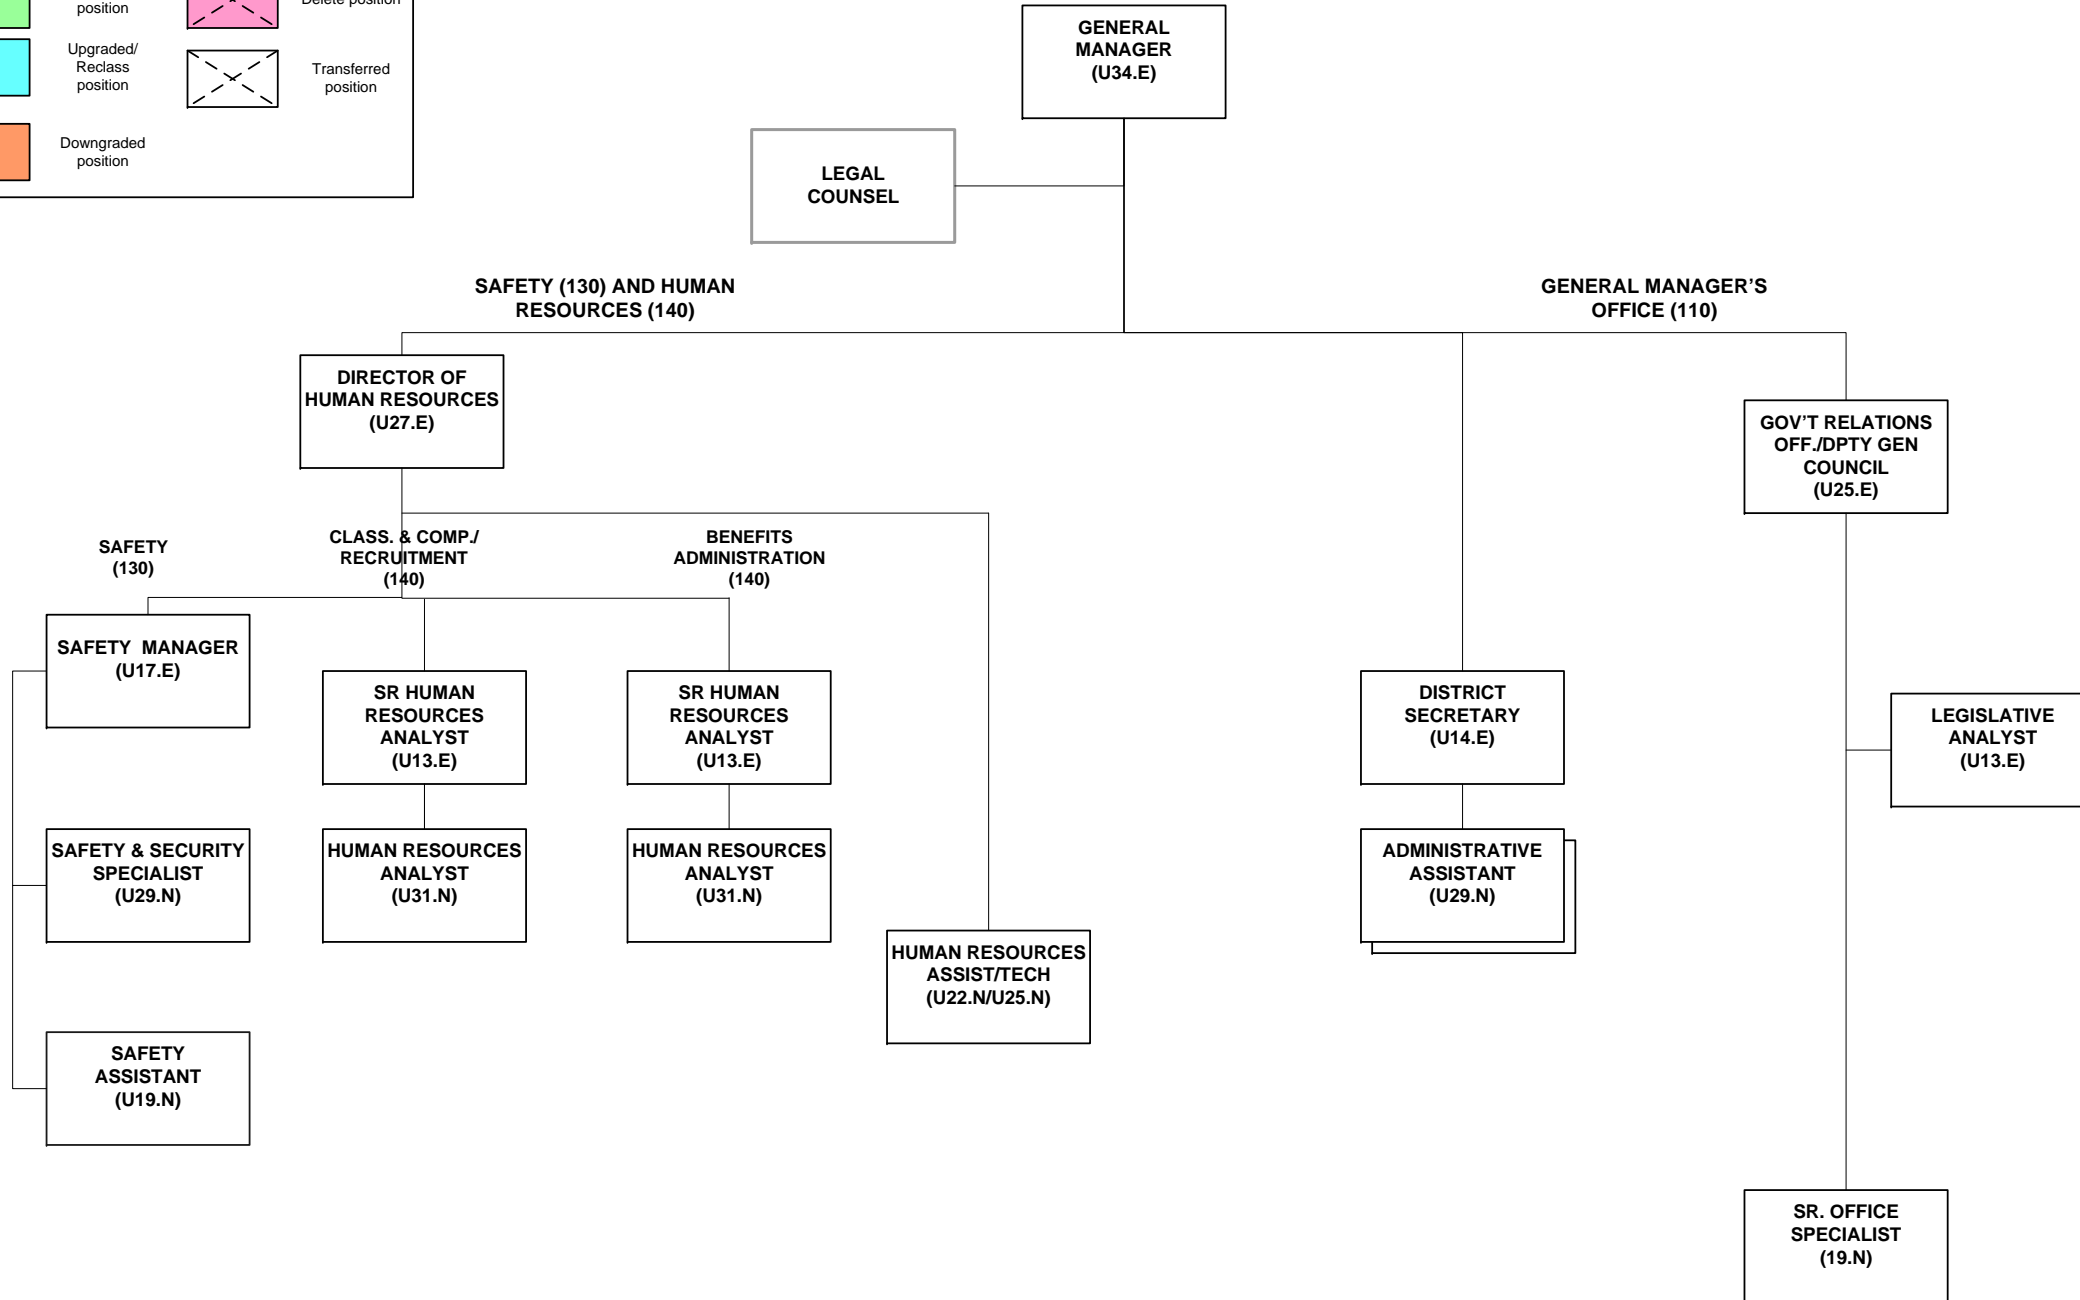 position
Delete position
Upgraded/
Reclass
position
Transferred
position
Downgraded
position
GENERAL
MANAGER
(U34.E)
LEGAL
COUNSEL
SAFETY (130) AND HUMAN
RESOURCES (140)
GENERAL MANAGER’S
OFFICE (110)
DIRECTOR OF
HUMAN RESOURCES
(U27.E)
GOV’T RELATIONS
OFF./DPTY GEN
COUNCIL
(U25.E)
SAFETY
(130)
CLASS. & COMP./
RECRUITMENT
(140)
BENEFITS
ADMINISTRATION
(140)
SAFETY  MANAGER
(U17.E)
SR HUMAN
RESOURCES
ANALYST
(U13.E)
SR HUMAN
RESOURCES
ANALYST
(U13.E)
DISTRICT
SECRETARY
(U14.E)
LEGISLATIVE
ANALYST
(U13.E)
SAFETY & SECURITY
SPECIALIST
(U29.N)
HUMAN RESOURCES
ANALYST
(U31.N)
HUMAN RESOURCES
ANALYST
(U31.N)
ADMINISTRATIVE
ASSISTANT
(U29.N)
HUMAN RESOURCES
ASSIST/TECH
(U22.N/U25.N)
SAFETY
ASSISTANT
(U19.N)
SR. OFFICE
SPECIALIST
(19.N)